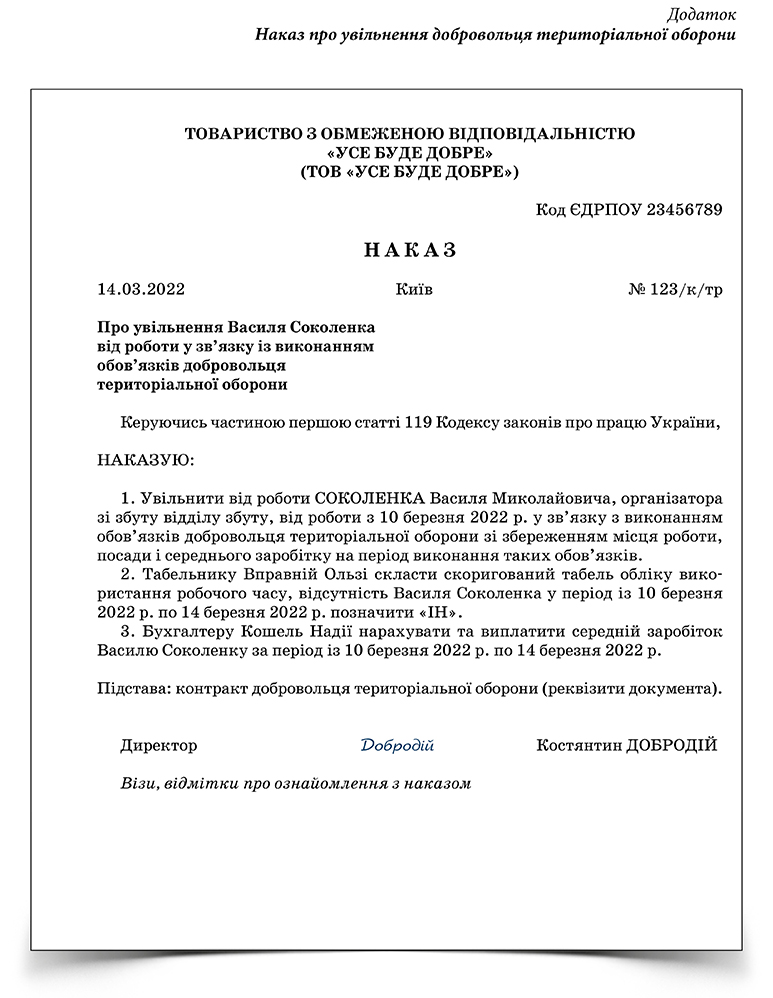 Додаток
Наказ про увільнення добровольця територіальної оборони
ТОВАРИСТВО З ОБМЕЖЕНОЮ ВІДПОВІДАЛЬНІСТЮ
«УСЕ БУДЕ ДОБРЕ»
(ТОВ «УСЕ БУДЕ ДОБРЕ»)
Код ЄДРПОУ 23456789
НАКАЗ
14.03.2022 Київ № 123/к/тр
Про увільнення Василя Соколенка
від роботи у зв’язку із виконанням
обов’язків добровольця
територіальної оборони
Керуючись частиною першою статті 119 Кодексу законів про працю України,
НАКАЗУЮ:
1. Увільнити від роботи СОКОЛЕНКА Василя Миколайовича, організатора
зі збуту відділу збуту, від роботи з 10 березня 2022 р. у зв’язку з виконанням
обов’язків добровольця територіальної оборони зі збереженням місця роботи,
посади і середнього заробітку на період виконання таких обов’язків.
2. Табельнику Вправній Ользі скласти скоригований табель обліку вико-
ристання робочого часу, відсутність Василя Соколенка у період із 10 березня
2022 р. по 14 березня 2022 р. позначити «ІН».
3. Бухгалтеру Кошель Надії нарахувати та виплатити середній заробіток
Василю Соколенку за період із 10 березня 2022 р. по 14 березня 2022 р.
Підстава: контракт добровольця територіальної оборони (реквізити документа).
Директор Добродій Костянтин ДОБРОДІЙ
Візи, відмітки про ознайомлення з наказом